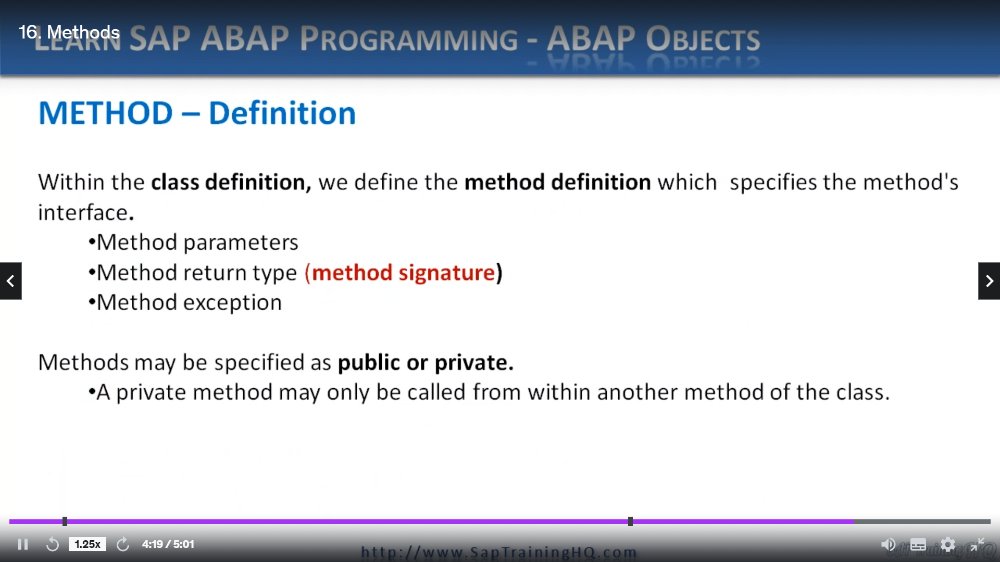 16. Methods
LEARN SAP ABAP PROGRAMMING - ABAP OBJECTS
METHOD – Definition
Within the class definition, we define the method definition which specifies the method's
interface.
•Method parameters
•Method return type (method signature)
•Method exception
Methods may be specified as public or private.
•A private method may only be called from within another method of the class.
1.25x
4:19 / 5:01
http://www.SapTrainingHQ.com